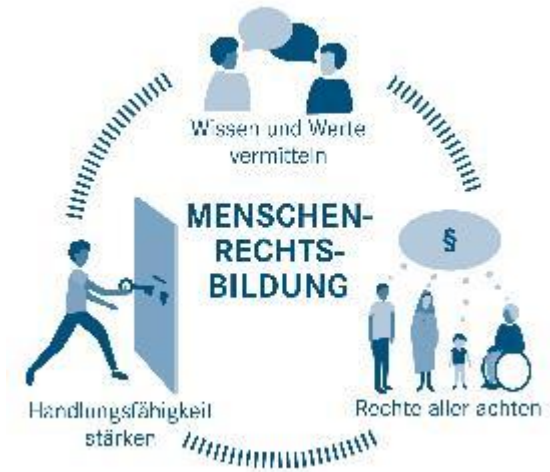 Wissen und Werte
vermitteln
MENSCHEN-
RECHTS-
BILDUNG
§
Handlungsfähigkeit
stärken
Rechte aller achten